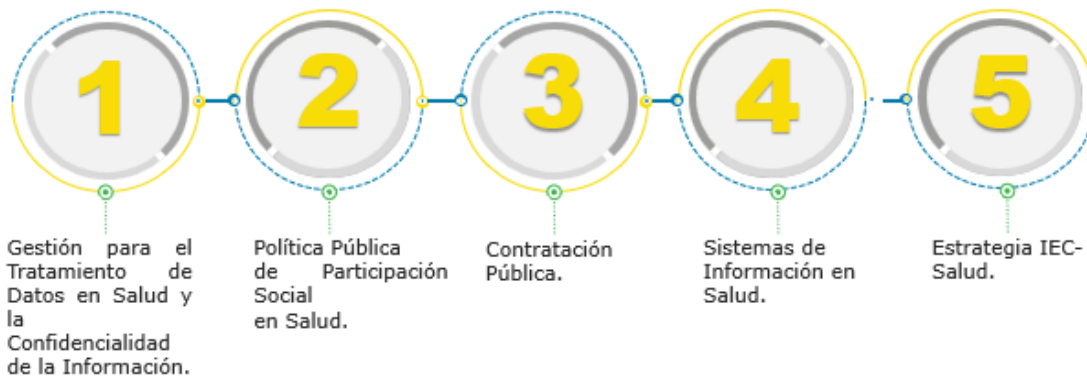 1
Gestión para el
Tratamiento de
Datos en Salud y
la
Confidencialidad
de la Información.
2
Política Pública
de Participación
Social
en Salud.
3
Contratación
Pública.
4
Sistemas de
Información en
Salud.
5
Estrategia IEC-
Salud.